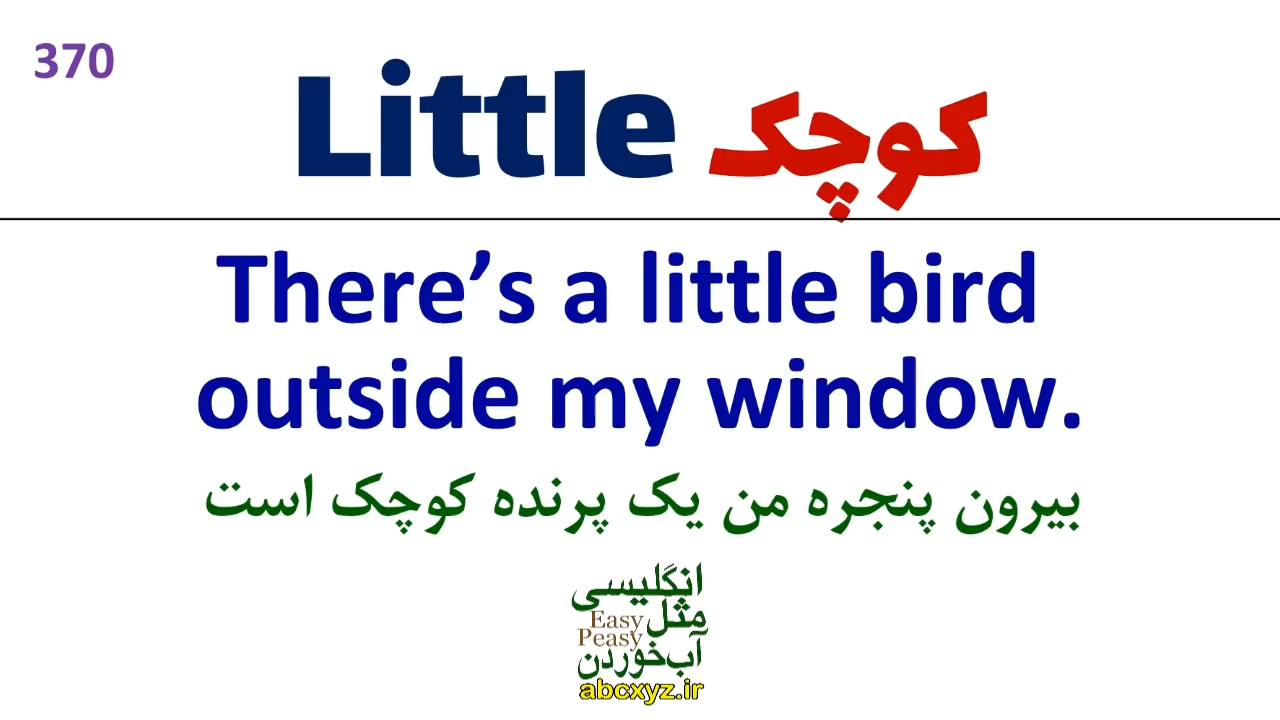 370
Little کوچک
There’s a little bird
outside my window.
بیرون پنجره من یک پرنده کوچک است
انگلیسی
مثل Easy
Peasy
آب‌خوردن
abcxyz.ir